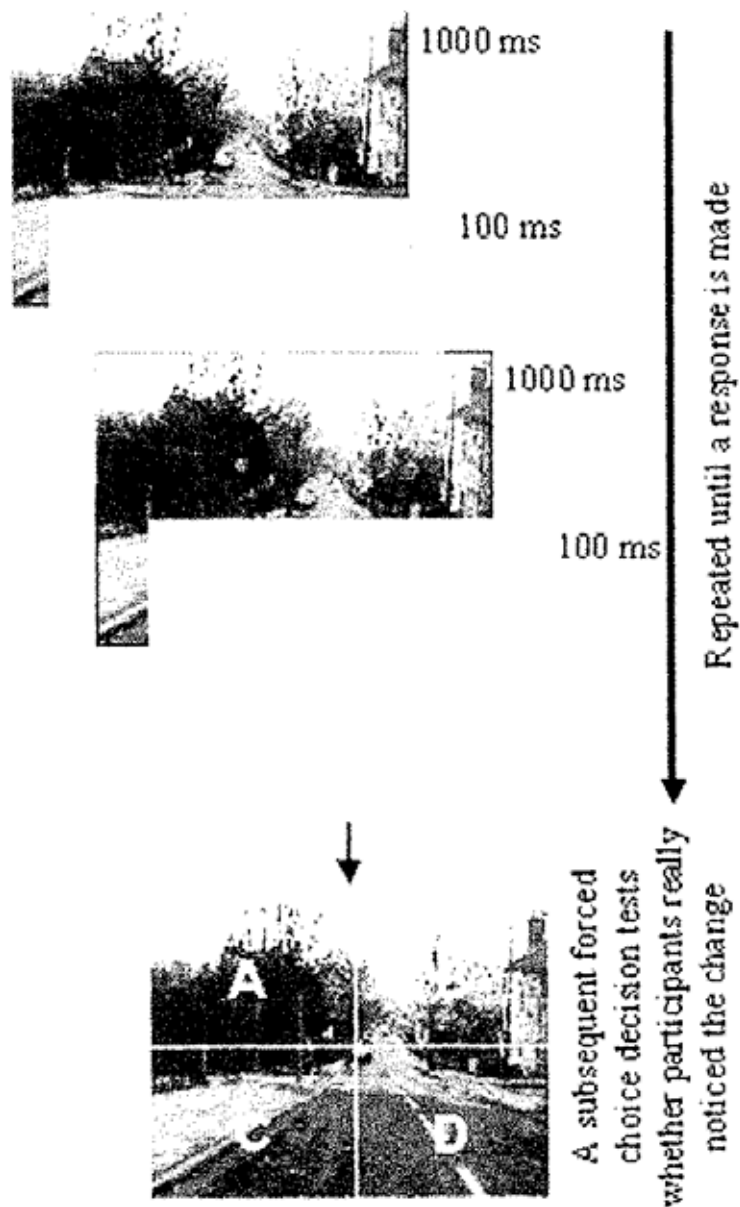 1000 ms
100 ms
1000 ms
100 ms
Repeated until a response is made
A
C
D
A subsequent forced
choice decision tests
whether participants really
noticed the change